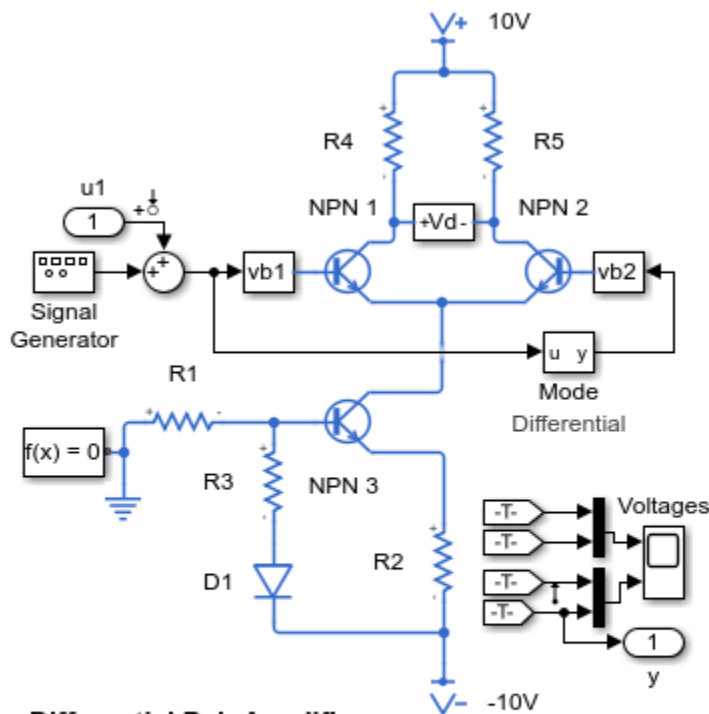 V+ 10V
R4
R5
u1
1
NPN 1
+Vd-
NPN 2
vb1
vb2
Signal
Generator
u y
Mode
Differential
R1
f(x) = 0
R3
NPN 3
Voltages
-T-
-T-
-T-
-T-
D1
R2
1
y
V- -10V